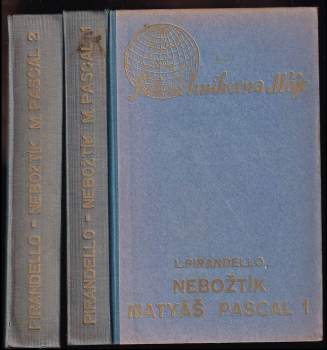 PIRANDELLO - NEBOŽTÍK M. PASCAL 2
PIRANDELLO - NEBOŽTÍK M. PASCAL 1
L. PIRANDELLO,
NEBOŽTÍK
MATYÁŠ PASCAL 1